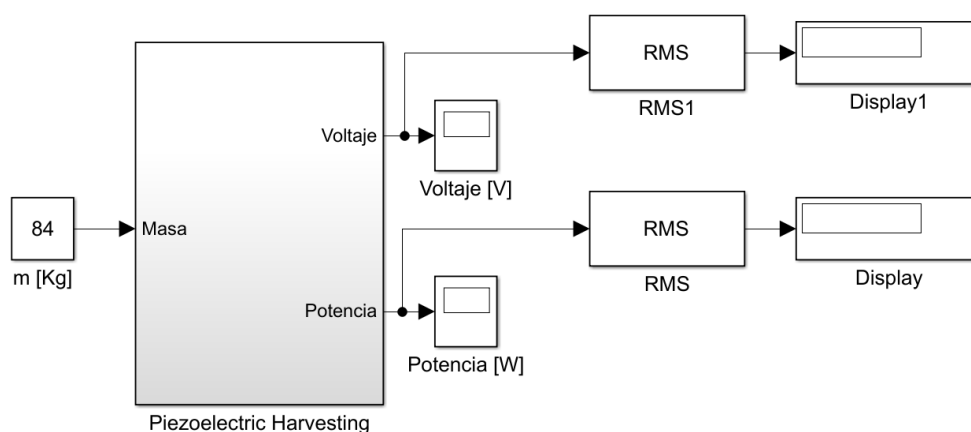 RMS
RMS1
Display1
Voltaje
Voltaje [V]
84
m [Kg]
Masa
RMS
RMS
Display
Potencia
Potencia [W]
Piezoelectric Harvesting